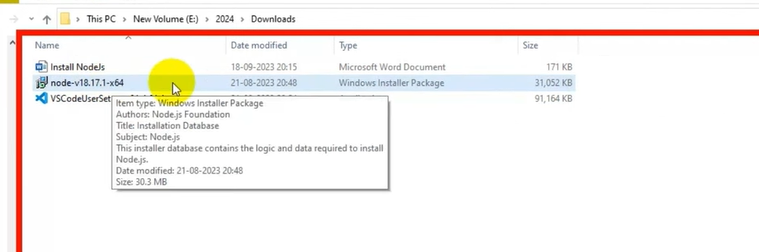 This PC > New Volume (E:) > 2024 > Downloads
Name Date modified Type Size
Install NodeJs 18-09-2023 20:15 Microsoft Word Document 171 KB
node-v18.17.1-x64 21-08-2023 20:48 Windows Installer Package 31,052 KB
VSCodeUserSet 91,164 KB
Item type: Windows Installer Package
Authors: Node.js Foundation
Title: Installation Database
Subject: Node.js
This installer database contains the logic and data required to install
Node.js.
Date modified: 21-08-2023 20:48
Size: 30.3 MB